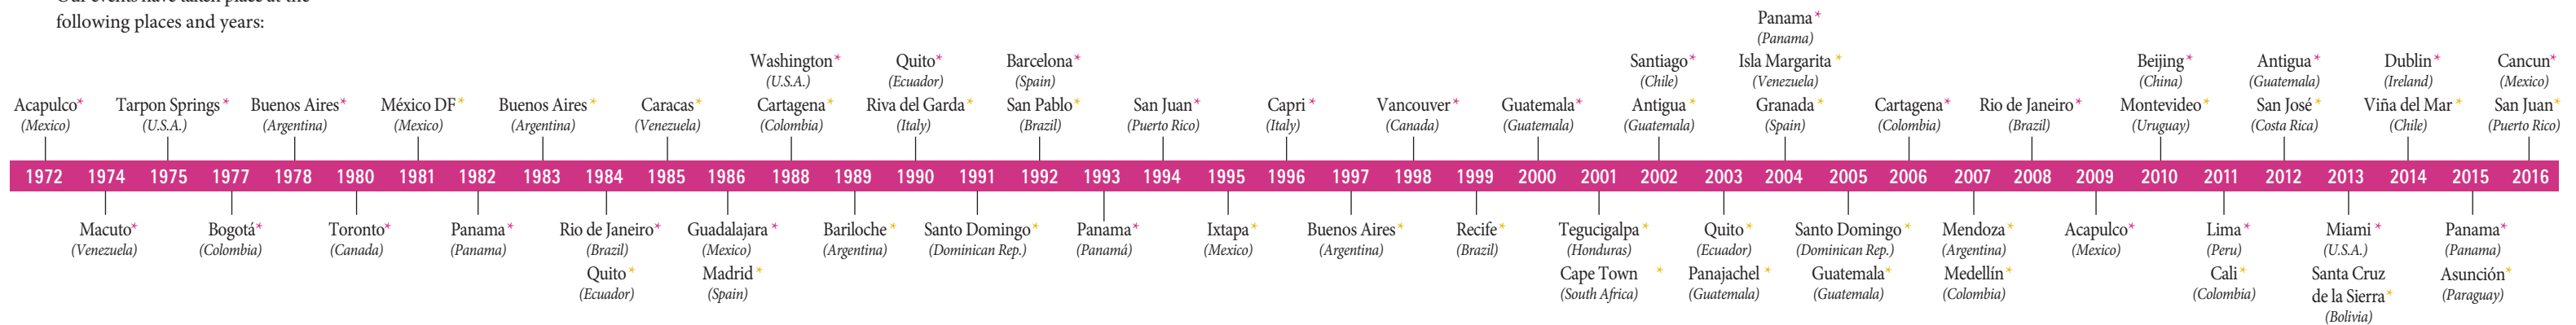 Our events have taken place at the
following places and years:
Panama*
(Panama)
Washington* Quito* Barcelona* Santiago* Isla Margarita* Beijing* Antigua* Dublin* Cancun*
(U.S.A.) (Ecuador) (Spain) (Chile) (Venezuela) (China) (Guatemala) (Ireland) (Mexico)
Acapulco* Tarpon Springs* Buenos Aires* México DF* Buenos Aires* Caracas* Cartagena* Riva del Garda* San Pablo* San Juan* Capri* Vancouver* Guatemala* Antigua* Granada* Cartagena* Rio de Janeiro* Montevideo* San José* Viña del Mar* San Juan*
(Mexico) (U.S.A.) (Argentina) (Mexico) (Argentina) (Venezuela) (Colombia) (Italy) (Brazil) (Puerto Rico) (Italy) (Canada) (Guatemala) (Guatemala) (Spain) (Colombia) (Brazil) (Uruguay) (Costa Rica) (Chile) (Puerto Rico)
1972 1974 1975 1977 1978 1980 1981 1982 1983 1984 1985 1986 1988 1989 1990 1991 1992 1993 1994 1995 1996 1997 1998 1999 2000 2001 2002 2003 2004 2005 2006 2007 2008 2009 2010 2011 2012 2013 2014 2015 2016
Macuto* Bogotá* Toronto* Panama* Rio de Janeiro* Guadalajara* Bariloche* Santo Domingo* Panama* Ixtapa* Buenos Aires* Recife* Tegucigalpa* Quito* Santo Domingo* Mendoza* Acapulco* Lima* Miami* Panama*
(Venezuela) (Colombia) (Canada) (Panama) (Brazil) (Mexico) (Argentina) (Dominican Rep.) (Panamá) (Mexico) (Argentina) (Brazil) (Honduras) (Ecuador) (Dominican Rep.) (Argentina) (Mexico) (Peru) (U.S.A.) (Panama)
Quito* Madrid* Cape Town* Panajachel* Guatemala* Medellín* Cali* Santa Cruz Asunción*
(Ecuador) (Spain) (South Africa) (Guatemala) (Guatemala) (Colombia) (Colombia) de la Sierra* (Paraguay)
(Bolivia)